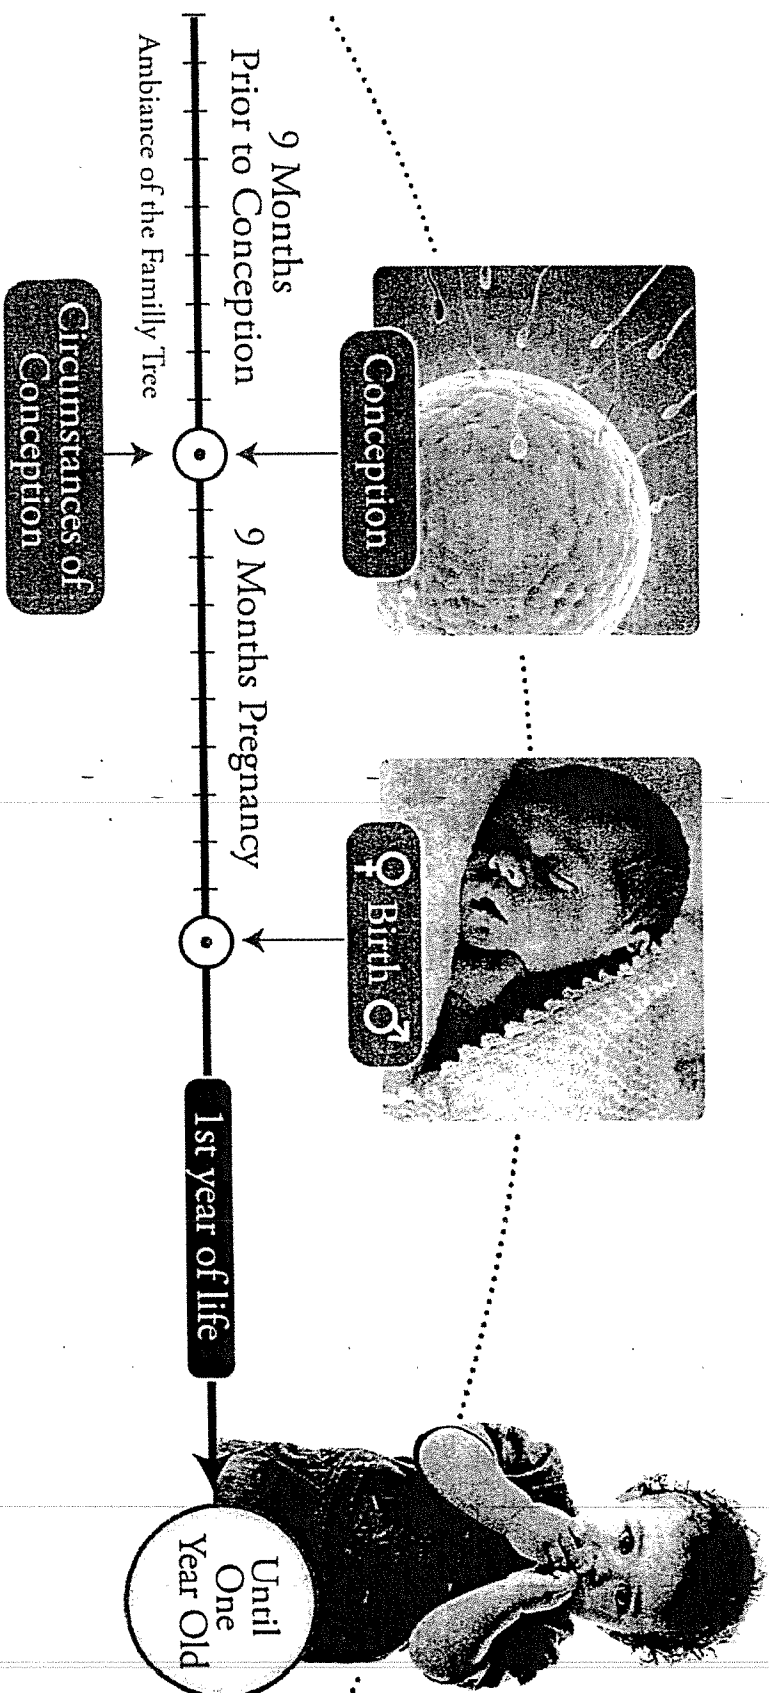 9 Months
Prior to Conception
Ambiance of the Familly Tree
Conception
Circumstances of
Conception
9 Months Pregnancy
♀ Birth ♂
1st year of life
Until
One
Year Old